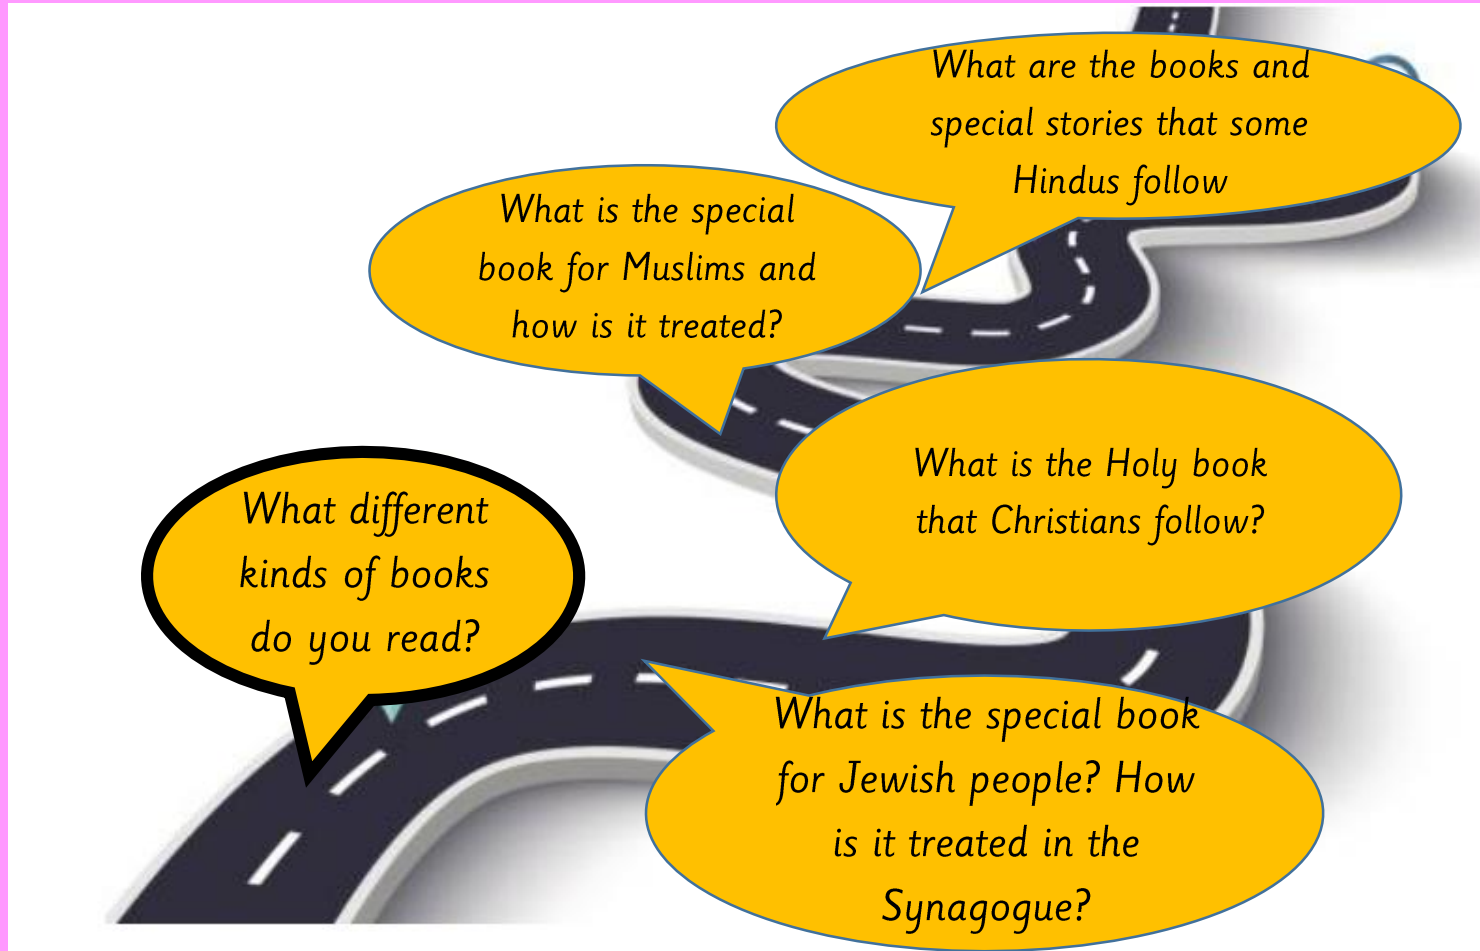 What are the books and
special stories that some
Hindus follow
What is the special
book for Muslims and
how is it treated?
What is the Holy book
that Christians follow?
What different
kinds of books
do you read?
What is the special book
for Jewish people? How
is it treated in the
Synagogue?